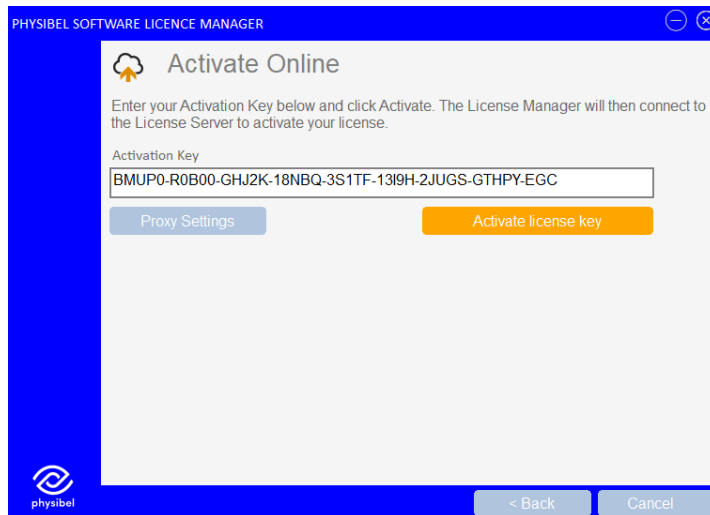 PHYSIBEL SOFTWARE LICENCE MANAGER
Activate Online
Enter your Activation Key below and click Activate. The License Manager will then connect to
the License Server to activate your license.
Activation Key
BMUP0-R0B00-GHJ2K-18NBQ-3S1TF-13I9H-2JUGS-GTHPY-EGC
Proxy Settings
Activate license key
physibel
< Back
Cancel